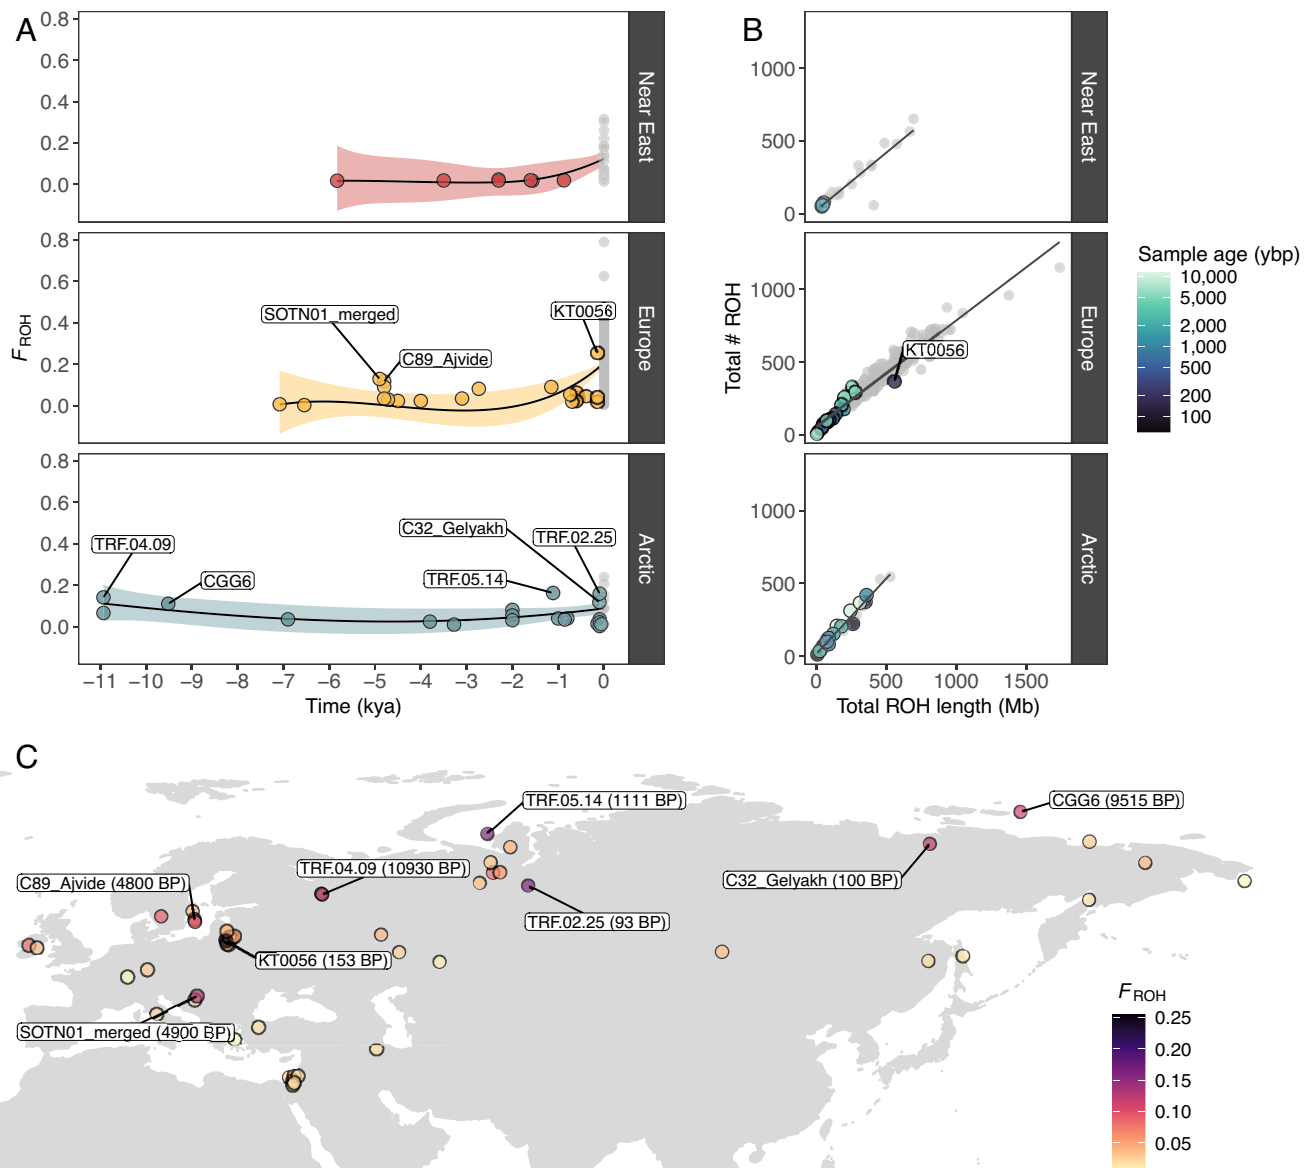 A
0.8
0.6
0.4
0.2
0.0
Near East
0.8
0.6
0.4
0.2
0.0
FROH
SOTN01_merged
C89_Ajvide
KT0056
Europe
0.8
0.6
0.4
0.2
0.0
TRF.04.09
CGG6
C32_Gelyakh
TRF.02.25
TRF.05.14
Arctic
−11 −10 −9 −8 −7 −6 −5 −4 −3 −2 −1 0
Time (kya)
B
1000
500
0
Near East
1000
500
0
Total # ROH
KT0056
Europe
1000
500
0
Arctic
0 500 1000 1500
Total ROH length (Mb)
Sample age (ybp)
10,000
5,000
2,000
1,000
500
200
100
C
TRF.05.14 (1111 BP)
CGG6 (9515 BP)
TRF.04.09 (10930 BP)
C89_Ajvide (4800 BP)
C32_Gelyakh (100 BP)
TRF.02.25 (93 BP)
KT0056 (153 BP)
SOTN01_merged (4900 BP)
FROH
0.25
0.20
0.15
0.10
0.05